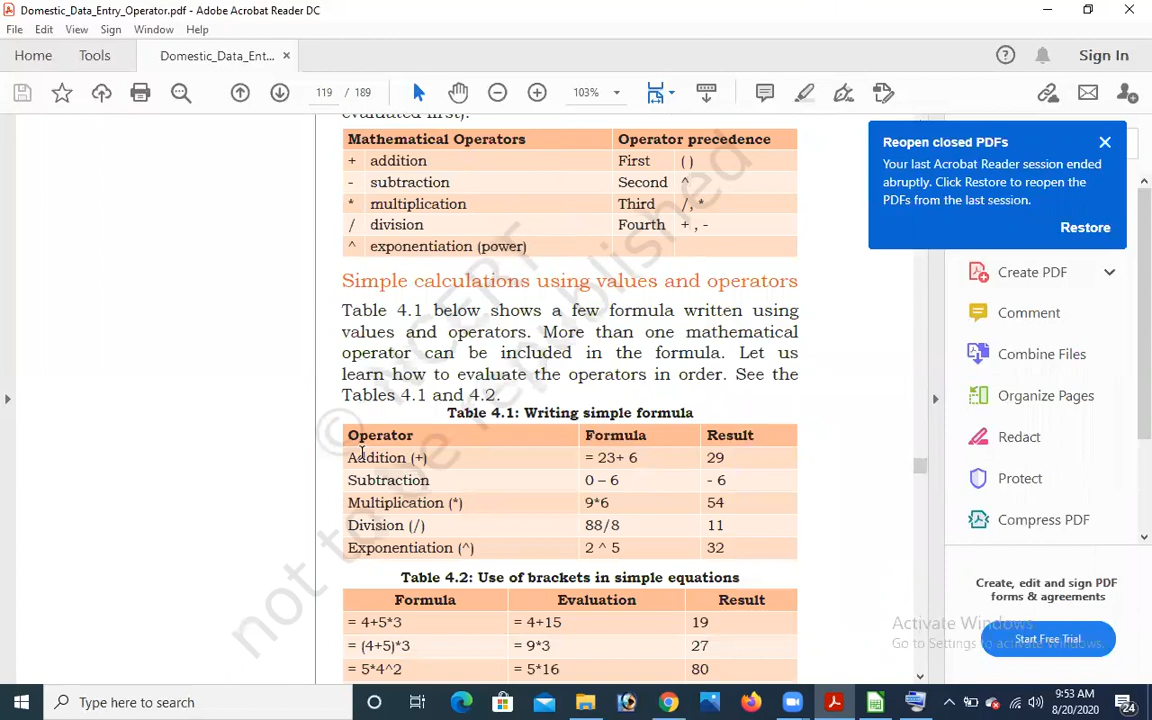 Domestic_Data_Entry_Operator.pdf - Adobe Acrobat Reader DC
File Edit View Sign Window Help
Home Tools Domestic_Data_Ent... × Sign In
119 / 189 103%
evaluated first).
Mathematical Operators Operator precedence
+ addition First ( )
- subtraction Second ^
* multiplication Third /, *
/ division Fourth + , -
^ exponentiation (power)
Simple calculations using values and operators
Table 4.1 below shows a few formula written using
values and operators. More than one mathematical
operator can be included in the formula. Let us
learn how to evaluate the operators in order. See the
Tables 4.1 and 4.2.
Table 4.1: Writing simple formula
Operator Formula Result
Addition (+) = 23+ 6 29
Subtraction 0 – 6 - 6
Multiplication (*) 9*6 54
Division (/) 88/8 11
Exponentiation (^) 2 ^ 5 32
Table 4.2: Use of brackets in simple equations
Formula Evaluation Result
= 4+5*3 = 4+15 19
= (4+5)*3 = 9*3 27
= 5*4^2 = 5*16 80
© NCERT
not to be republished
Reopen closed PDFs
Your last Acrobat Reader session ended
abruptly. Click Restore to reopen the
PDFs from the last session.
Restore
Create PDF
Comment
Combine Files
Organize Pages
Redact
Protect
Compress PDF
Create, edit and sign PDF
forms & agreements
Start Free Trial
Activate Windows
Go to Settings to activate Windows.
Type here to search
9:53 AM
8/20/2020
24